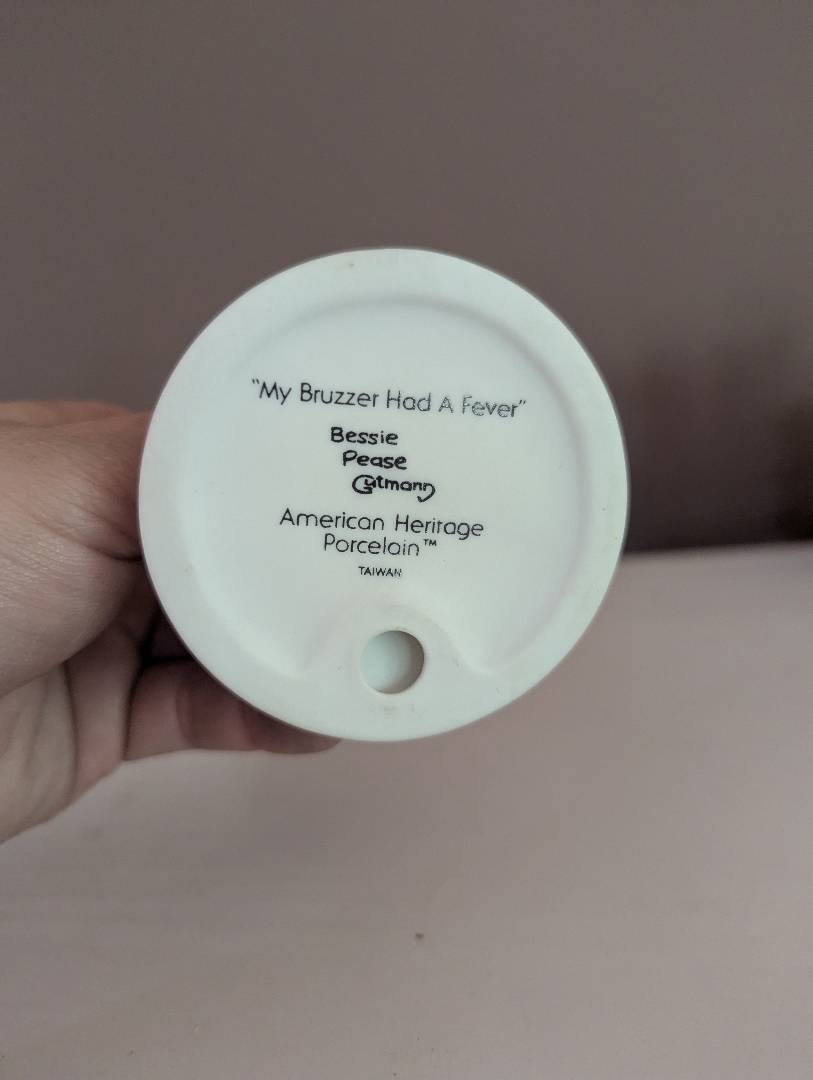 "My Bruzzer Had A Fever"
Bessie
Pease
Gutmann
American Heritage
Porcelain™
TAIWAN